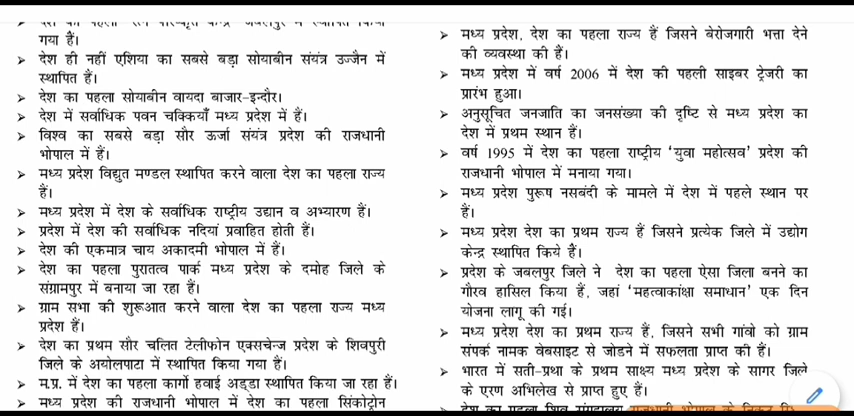 गया हैं।
➢ देश ही नहीं एशिया का सबसे बड़ा सोयाबीन संयंत्र उज्जैन में
स्थापित हैं।
➢ देश का पहला सोयाबीन वायदा बाजार-इन्दौर।
➢ देश में सर्वाधिक पवन चक्कियाँ मध्य प्रदेश में हैं।
➢ विश्व का सबसे बड़ा सौर ऊर्जा संयंत्र प्रदेश की राजधानी
भोपाल में हैं।
➢ मध्य प्रदेश विद्युत मण्डल स्थापित करने वाला देश का पहला राज्य
हैं।
➢ मध्य प्रदेश में देश के सर्वाधिक राष्ट्रीय उद्यान व अभ्यारण हैं।
➢ प्रदेश में देश की सर्वाधिक नदियां प्रवाहित होती हैं।
➢ देश की एकमात्र चाय अकादमी भोपाल में हैं।
➢ देश का पहला पुरातत्व पार्क मध्य प्रदेश के दमोह जिले के
संग्रामपुर में बनाया जा रहा हैं।
➢ ग्राम सभा की शुरूआत करने वाला देश का पहला राज्य मध्य
प्रदेश हैं।
➢ देश का प्रथम सौर चलित टेलीफोन एक्सचेन्ज प्रदेश के शिवपुरी
जिले के अयोलपाटा में स्थापित किया गया हैं।
➢ म.प्र. में देश का पहला कार्गो हवाई अड्डा स्थापित किया जा रहा हैं।
➢ मध्य प्रदेश की राजधानी भोपाल में देश का पहला सिंकोट्रोन
➢ मध्य प्रदेश, देश का पहला राज्य हैं जिसने बेरोजगारी भत्ता देने
की व्यवस्था की हैं।
➢ मध्य प्रदेश में वर्ष 2006 में देश की पहली साइबर ट्रेजरी का
प्रारंभ हुआ।
➢ अनुसूचित जनजाति का जनसंख्या की दृष्टि से मध्य प्रदेश का
देश में प्रथम स्थान हैं।
➢ वर्ष 1995 में देश का पहला राष्ट्रीय ‘युवा महोत्सव’ प्रदेश की
राजधानी भोपाल में मनाया गया।
➢ मध्य प्रदेश पुरूष नसबंदी के मामले में देश में पहले स्थान पर
हैं।
➢ मध्य प्रदेश देश का प्रथम राज्य हैं जिसने प्रत्येक जिले में उद्योग
केन्द्र स्थापित किये हैं।
➢ प्रदेश के जबलपुर जिले ने देश का पहला ऐसा जिला बनने का
गौरव हासिल किया हैं, जहां ‘महत्वाकांक्षा समाधान’ एक दिन
योजना लागू की गई।
➢ मध्य प्रदेश देश का प्रथम राज्य हैं, जिसने सभी गांवो को ग्राम
संपर्क नामक वेबसाइट से जोडने में सफलता प्राप्त की हैं।
➢ भारत में सती-प्रथा के प्रथम साक्ष्य मध्य प्रदेश के सागर जिले
के एरण अभिलेख से प्राप्त हुए हैं।